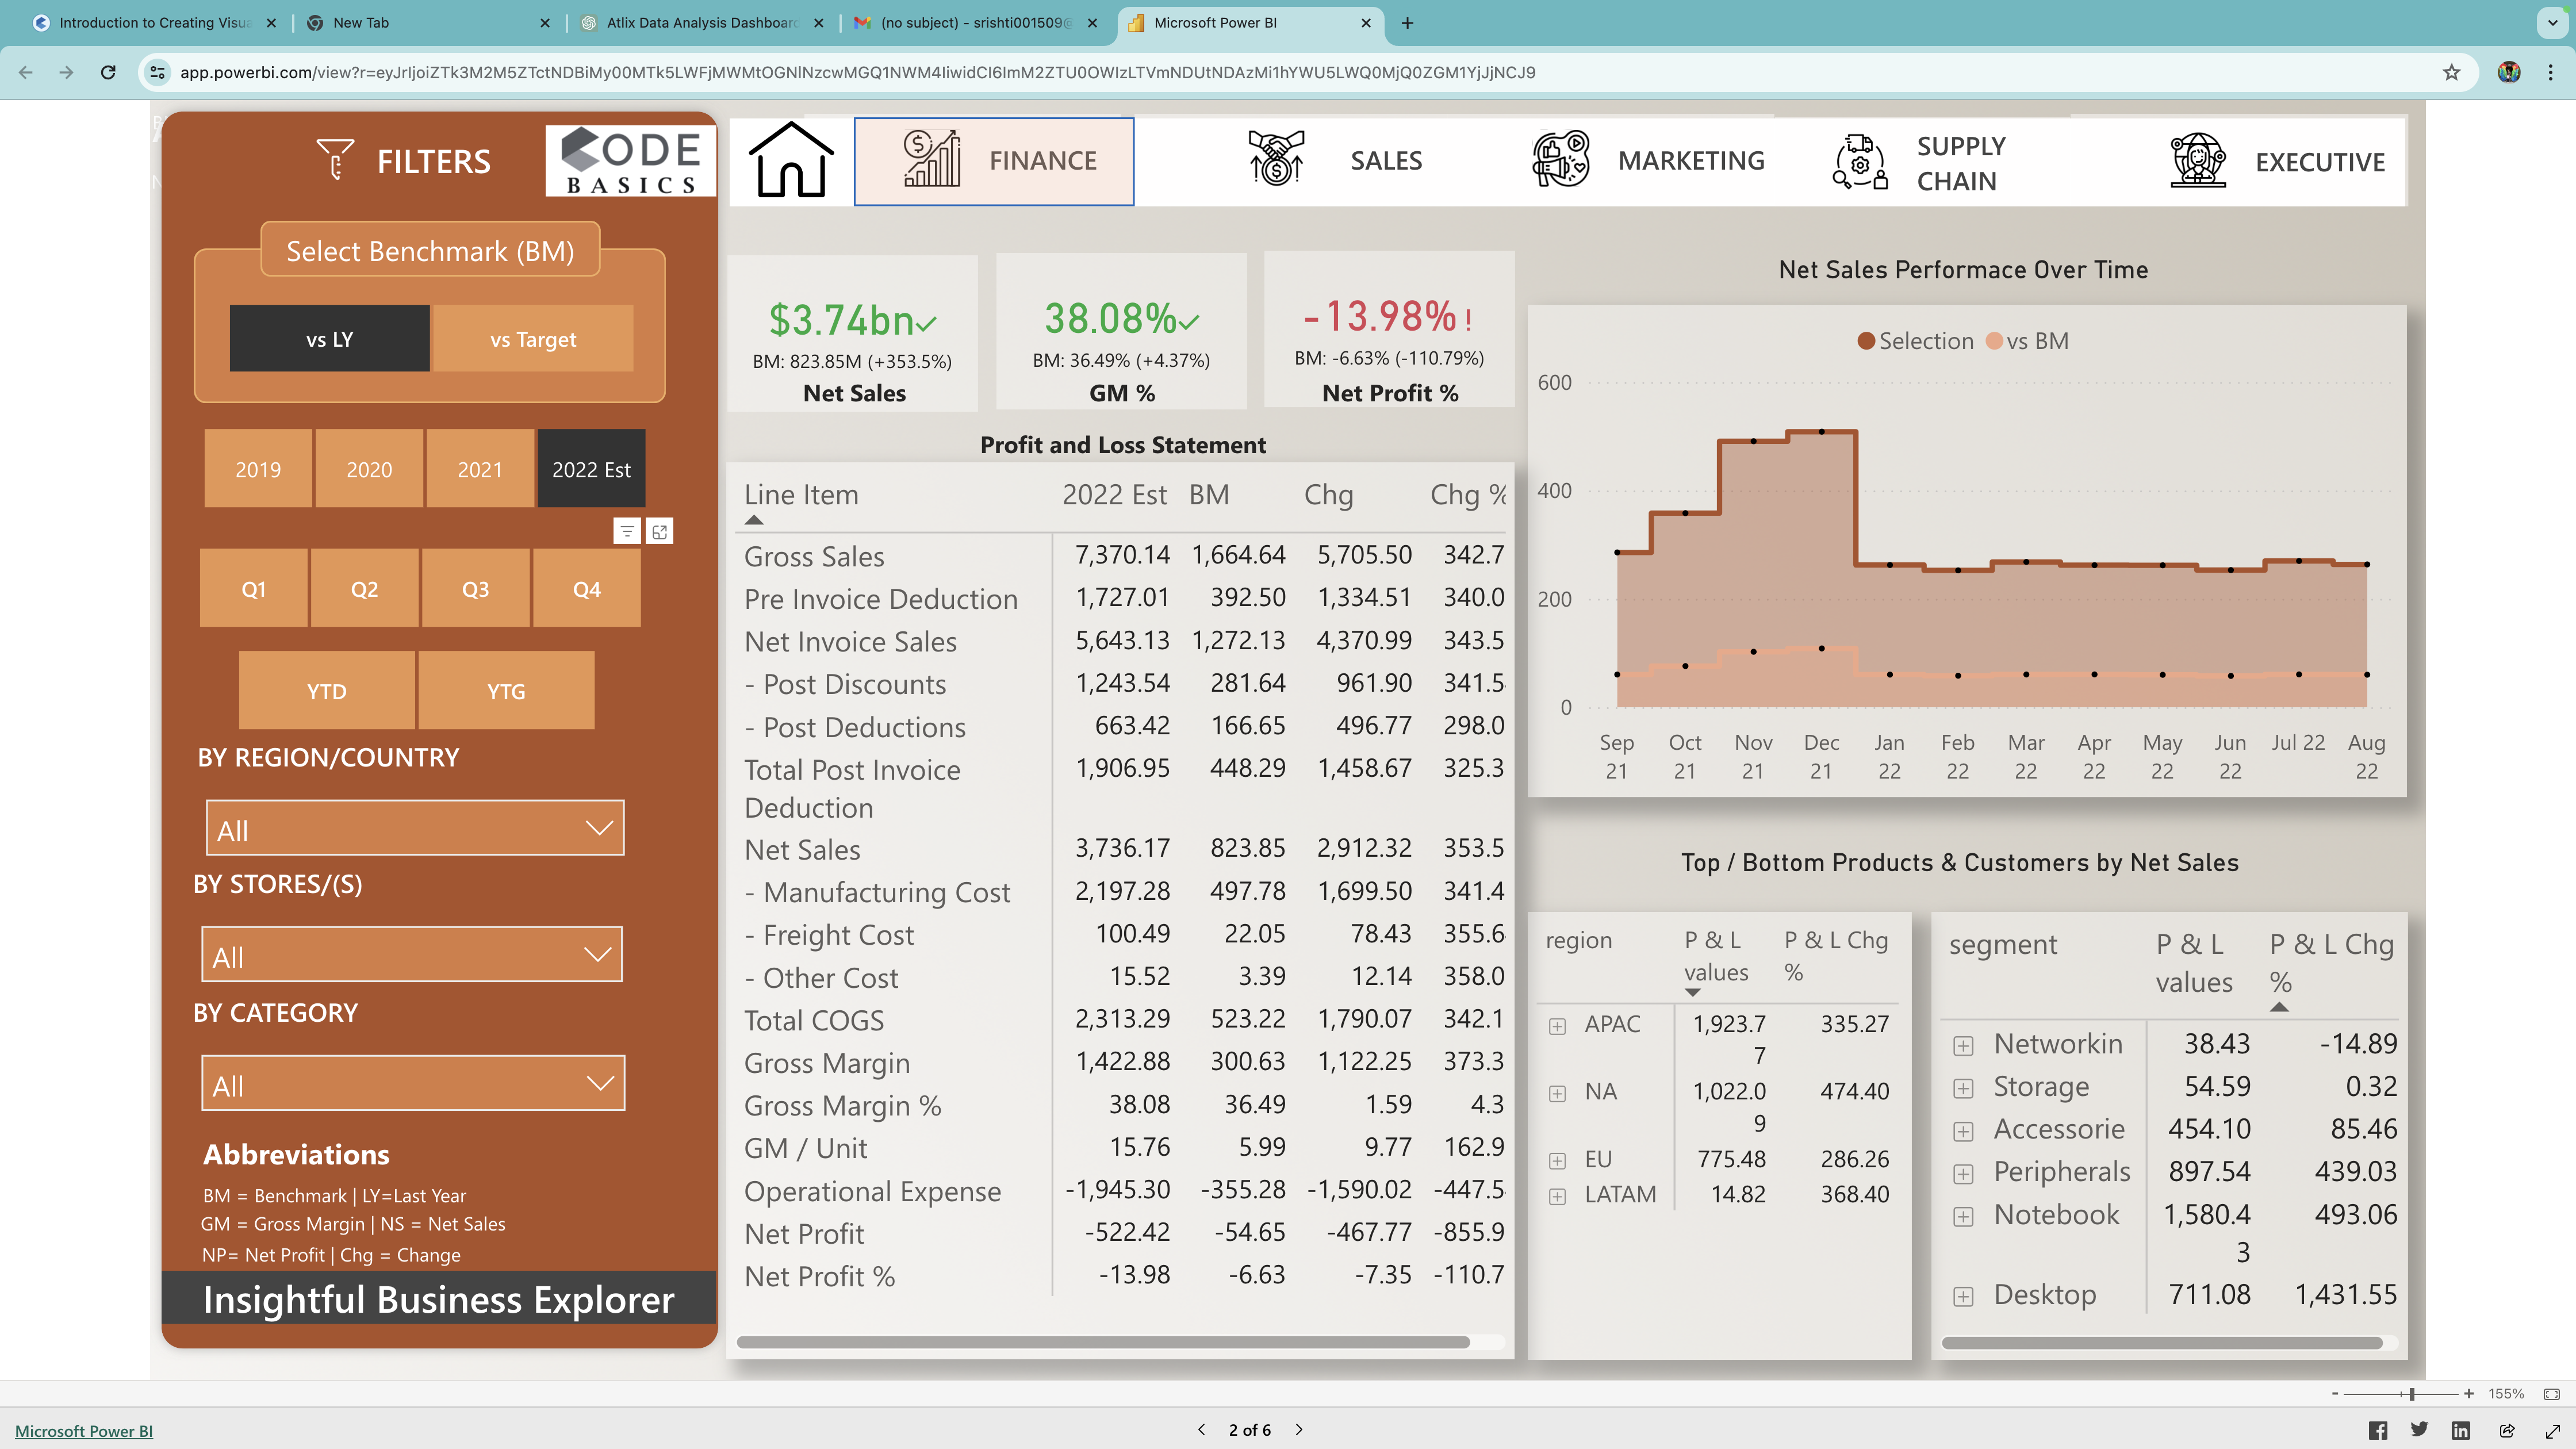 Introduction to Creating Visua
New Tab
Atlix Data Analysis Dashboard
(no subject) - srishti001509@
Microsoft Power BI
FILTERS
CODE
BASICS
FINANCE
SALES
MARKETING
SUPPLY
CHAIN
EXECUTIVE
Select Benchmark (BM)
vs LY
vs Target
2019
2020
2021
2022 Est
Q1
Q2
Q3
Q4
YTD
YTG
BY REGION/COUNTRY
All
BY STORES/(S)
All
BY CATEGORY
All
Abbreviations
BM = Benchmark | LY=Last Year
GM = Gross Margin | NS = Net Sales
NP= Net Profit | Chg = Change
Insightful Business Explorer
$3.74bn
BM: 823.85M (+353.5%)
Net Sales
38.08%
BM: 36.49% (+4.37%)
GM %
-13.98% !
BM: -6.63% (-110.79%)
Net Profit %
Profit and Loss Statement
Line Item 2022 Est BM Chg Chg %
Gross Sales 7,370.14 1,664.64 5,705.50 342.7
Pre Invoice Deduction 1,727.01 392.50 1,334.51 340.0
Net Invoice Sales 5,643.13 1,272.13 4,370.99 343.5
- Post Discounts 1,243.54 281.64 961.90 341.5
- Post Deductions 663.42 166.65 496.77 298.0
Total Post Invoice 1,906.95 448.29 1,458.67 325.3
Deduction
Net Sales 3,736.17 823.85 2,912.32 353.5
- Manufacturing Cost 2,197.28 497.78 1,699.50 341.4
- Freight Cost 100.49 22.05 78.43 355.6
- Other Cost 15.52 3.39 12.14 358.0
Total COGS 2,313.29 523.22 1,790.07 342.1
Gross Margin 1,422.88 300.63 1,122.25 373.3
Gross Margin % 38.08 36.49 1.59 4.3
GM / Unit 15.76 5.99 9.77 162.9
Operational Expense -1,945.30 -355.28 -1,590.02 -447.5
Net Profit -522.42 -54.65 -467.77 -855.9
Net Profit % -13.98 -6.63 -7.35 -110.7
Net Sales Performace Over Time
Selection vs BM
600
400
200
0
Sep Oct Nov Dec Jan Feb Mar Apr May Jun Jul 22 Aug
21 21 21 21 22 22 22 22 22 22 22
Top / Bottom Products & Customers by Net Sales
region P & L P & L Chg
values %
APAC 1,923.7 335.27
7
NA 1,022.0 474.40
9
EU 775.48 286.26
LATAM 14.82 368.40
segment P & L P & L Chg
values %
Networkin 38.43 -14.89
Storage 54.59 0.32
Accessorie 454.10 85.46
Peripherals 897.54 439.03
Notebook 1,580.4 493.06
3
Desktop 711.08 1,431.55
- + 155%
Microsoft Power BI
2 of 6